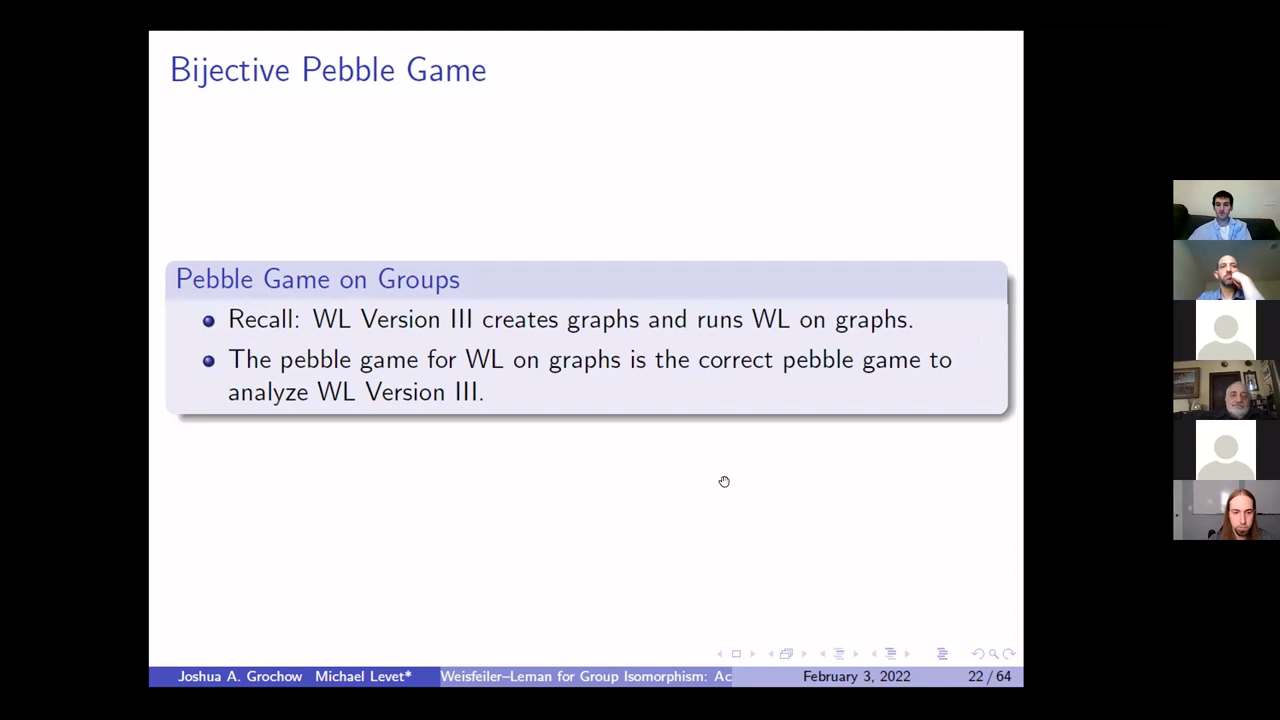 Bijective Pebble Game
Pebble Game on Groups
Recall: WL Version III creates graphs and runs WL on graphs.
The pebble game for WL on graphs is the correct pebble game to
analyze WL Version III.
Joshua A. Grochow Michael Levet* Weisfeiler–Leman for Group Isomorphism: Ac February 3, 2022 22 / 64